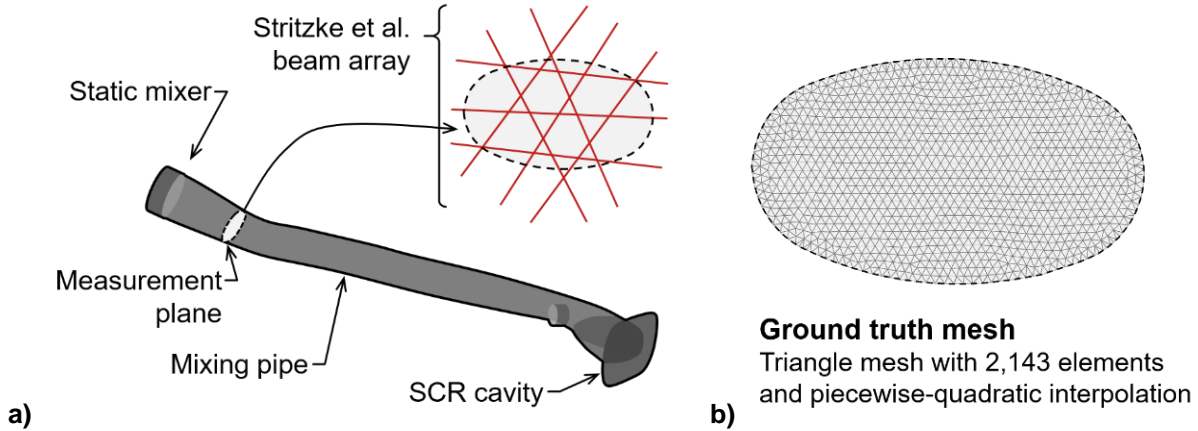 Stritzke et al.
beam array
Static mixer
Measurement
plane
Mixing pipe
SCR cavity
a)
Ground truth mesh
Triangle mesh with 2,143 elements
and piecewise-quadratic interpolation
b)